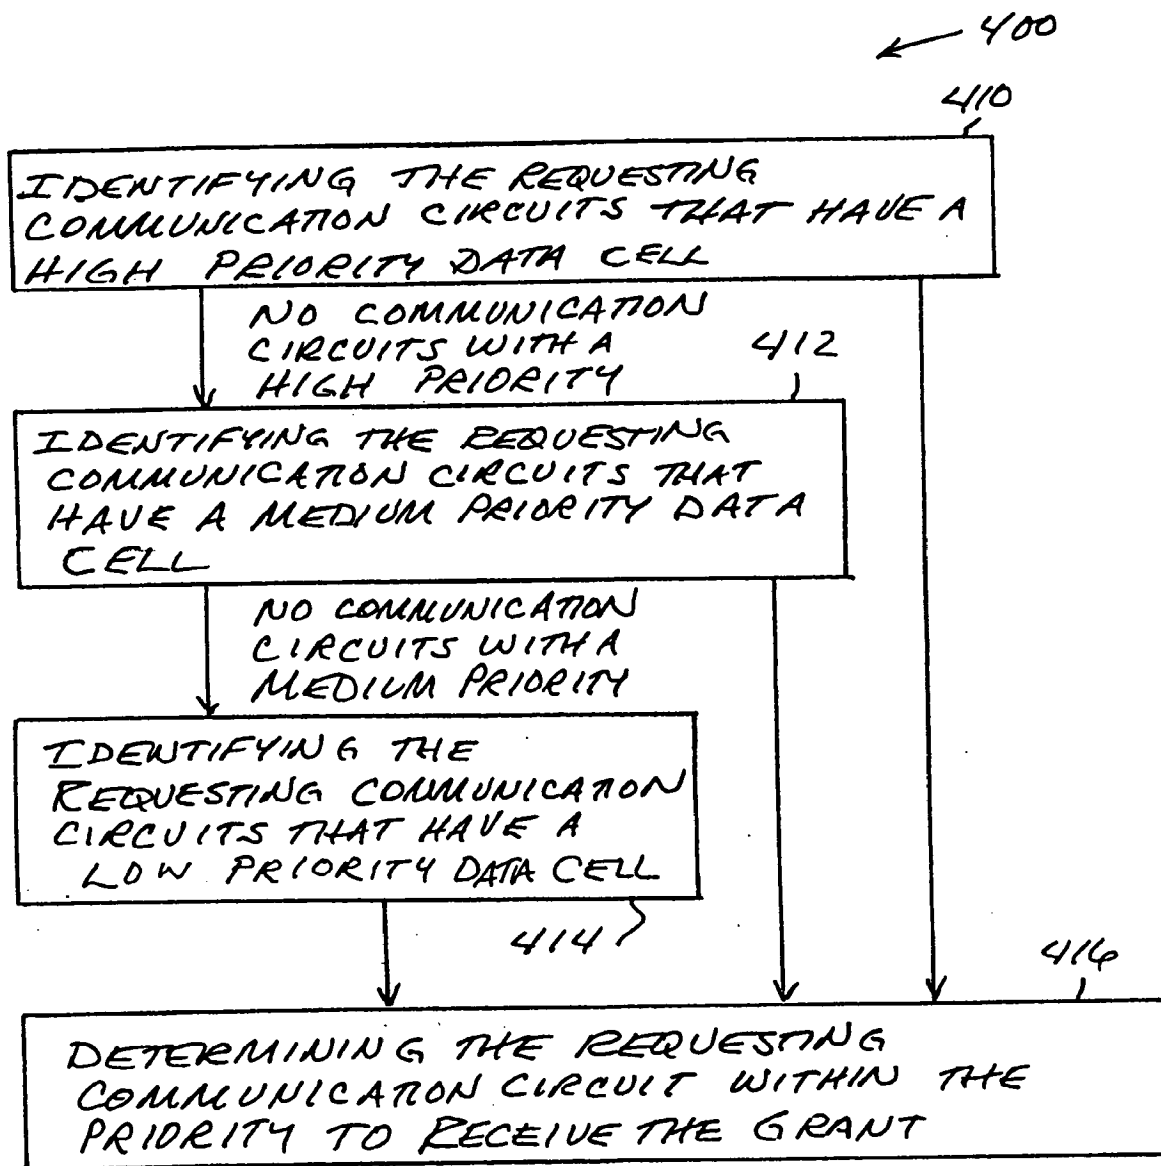 400
410
IDENTIFYING THE REQUESTING
COMMUNICATION CIRCUITS THAT HAVE A
HIGH PRIORITY DATA CELL
NO COMMUNICATION
CIRCUITS WITH A
HIGH PRIORITY
412
IDENTIFYING THE REQUESTING
COMMUNICATION CIRCUITS THAT
HAVE A MEDIUM PRIORITY DATA
CELL
NO COMMUNICATION
CIRCUITS WITH A
MEDIUM PRIORITY
IDENTIFYING THE
REQUESTING COMMUNICATION
CIRCUITS THAT HAVE A
LOW PRIORITY DATA CELL
414
416
DETERMINING THE REQUESTING
COMMUNICATION CIRCUIT WITHIN THE
PRIORITY TO RECEIVE THE GRANT